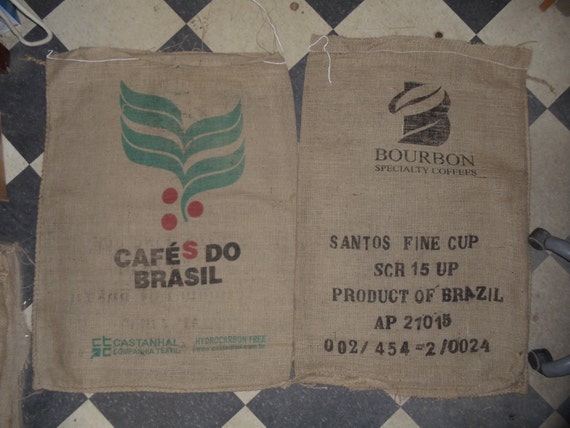 CAFÉS DO
BRASIL
CASTANHAL
COMPANHIA TEXTIL
HYDROCARBON FREE
BOURBON
SPECIALTY COFFEES
SANTOS FINE CUP
SCR 15 UP
PRODUCT OF BRAZIL
AP 21015
002/454-2/0024